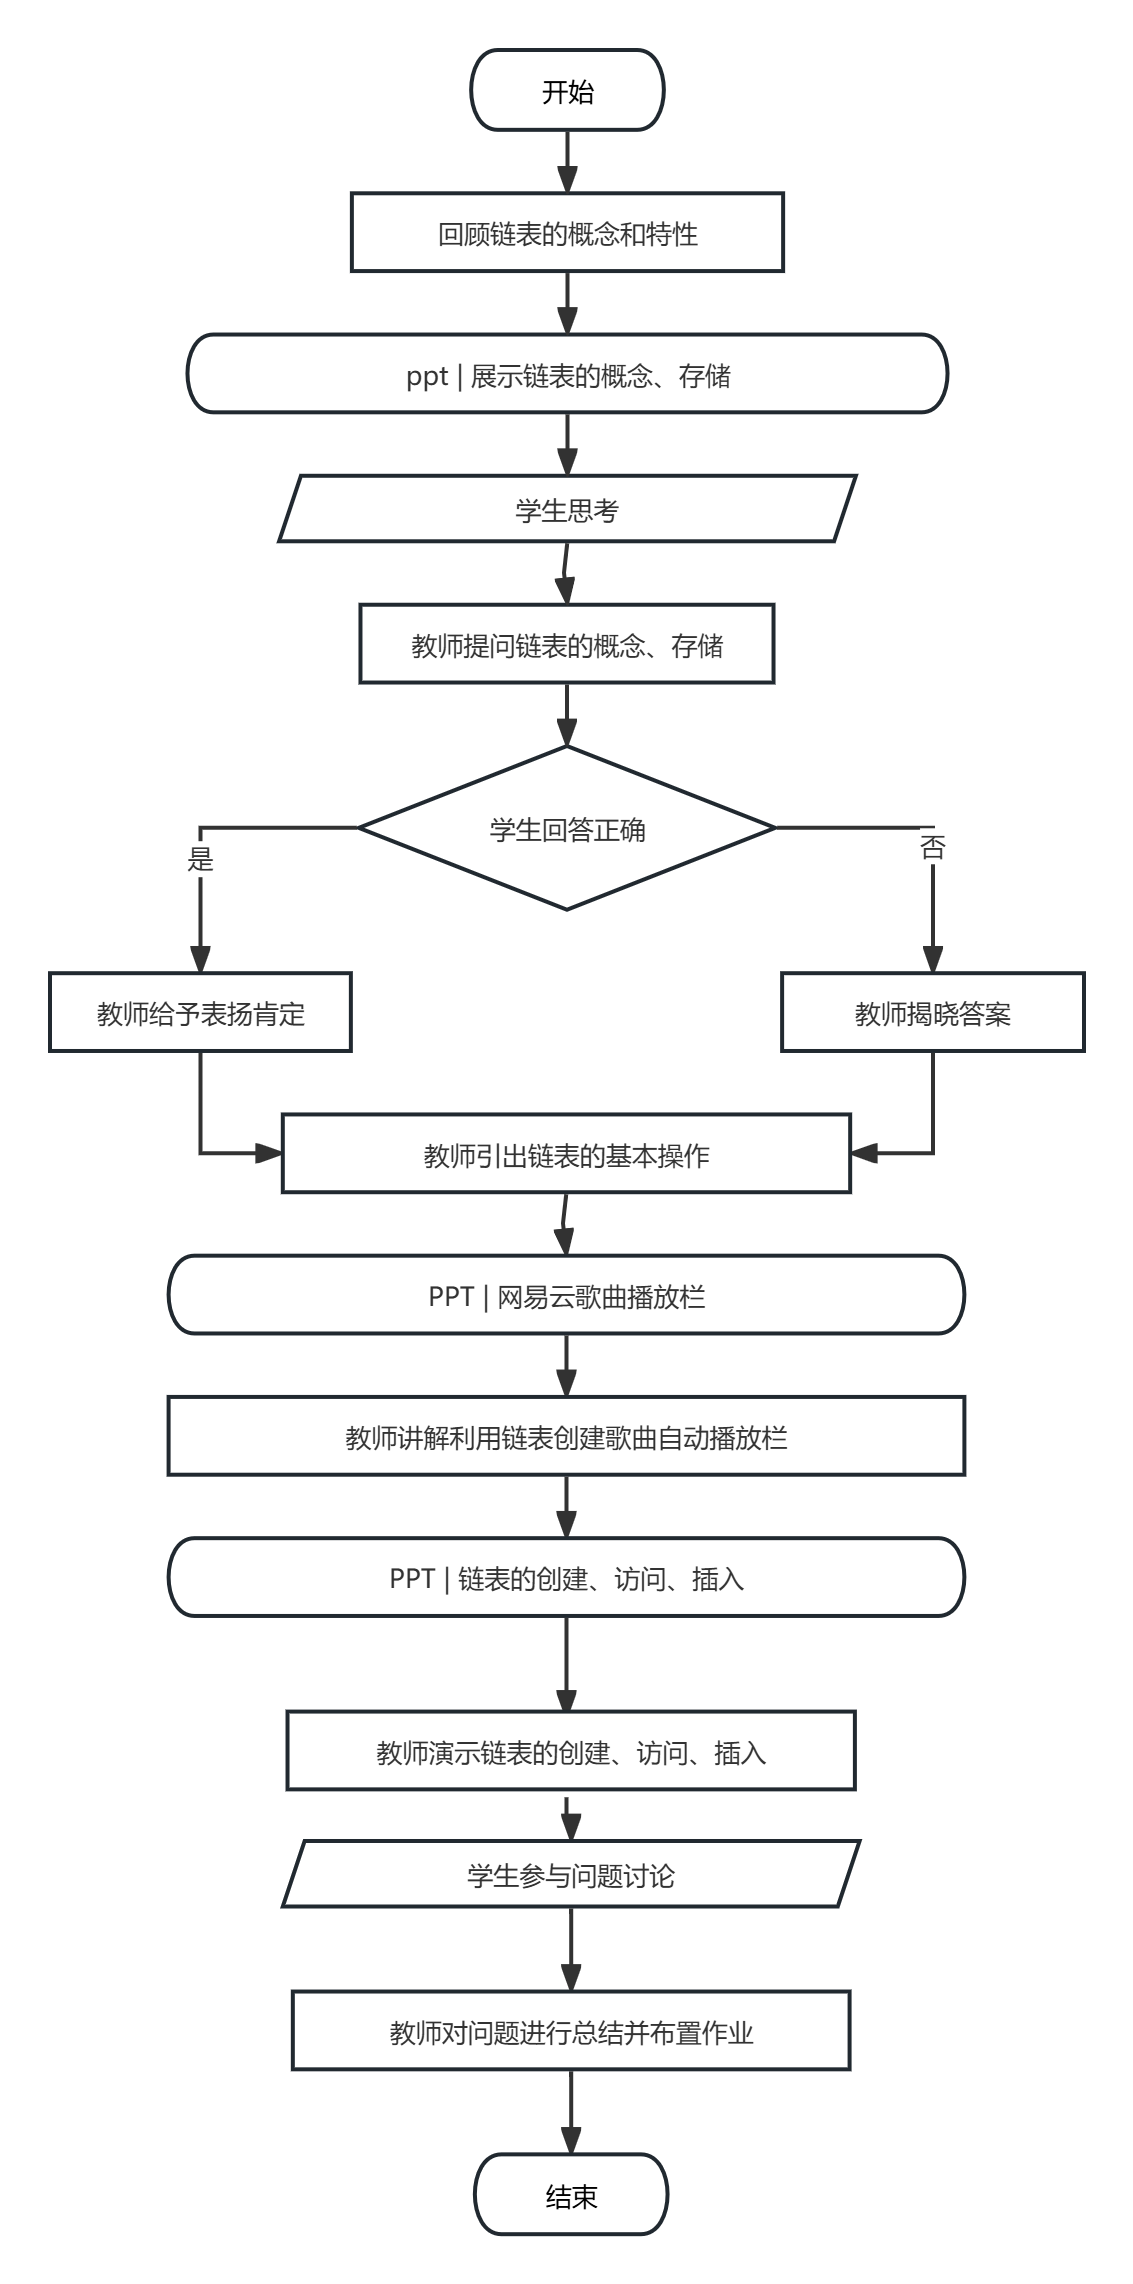 开始
回顾链表的概念和特性
ppt | 展示链表的概念、存储
学生思考
教师提问链表的概念、存储
学生回答正确
是
否
教师给予表扬肯定
教师揭晓答案
教师引出链表的基本操作
PPT | 网易云歌曲播放栏
教师讲解利用链表创建歌曲自动播放栏
PPT | 链表的创建、访问、插入
教师演示链表的创建、访问、插入
学生参与问题讨论
教师对问题进行总结并布置作业
结束